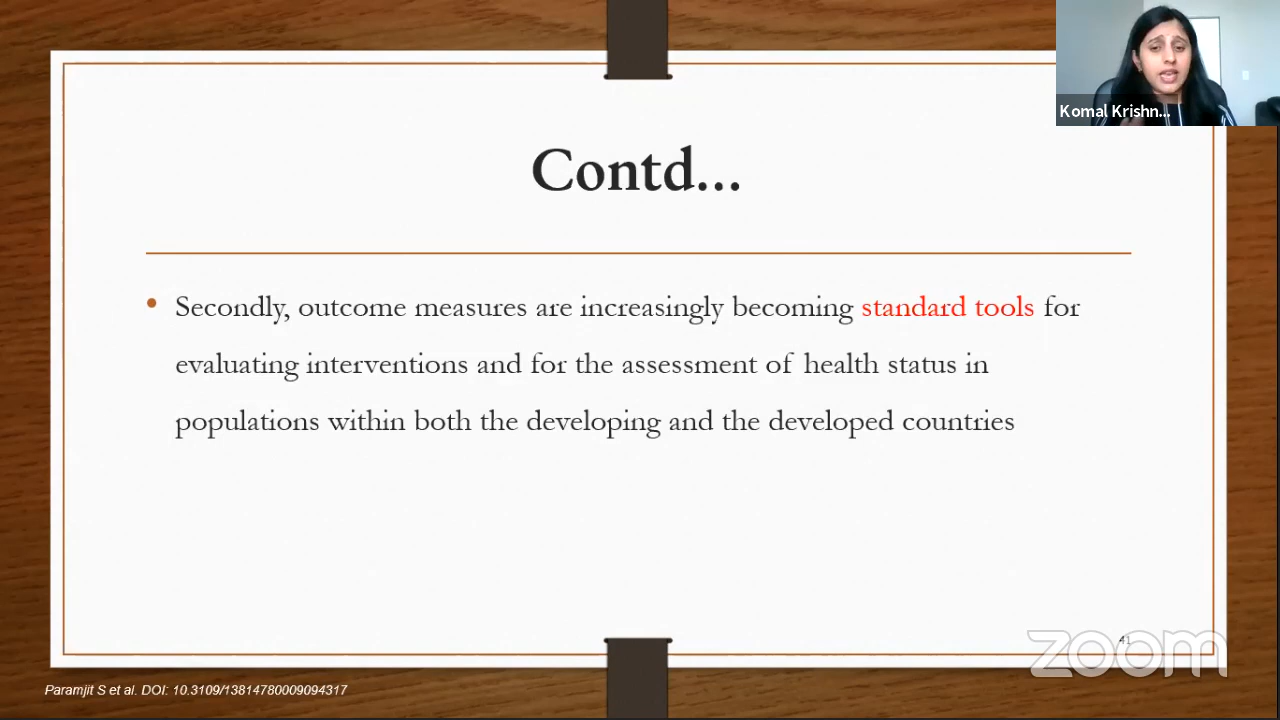 Komal Krishn...
Contd...
• Secondly, outcome measures are increasingly becoming standard tools for
evaluating interventions and for the assessment of health status in
populations within both the developing and the developed countries
41
zoom
Paramjit S et al. DOI: 10.3109/13814780009094317